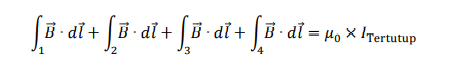 ∫₁ B⃗ · dl⃗ + ∫₂ B⃗ · dl⃗ + ∫₃ B⃗ · dl⃗ + ∫₄ B⃗ · dl⃗ = μ₀ × I_Tertutup